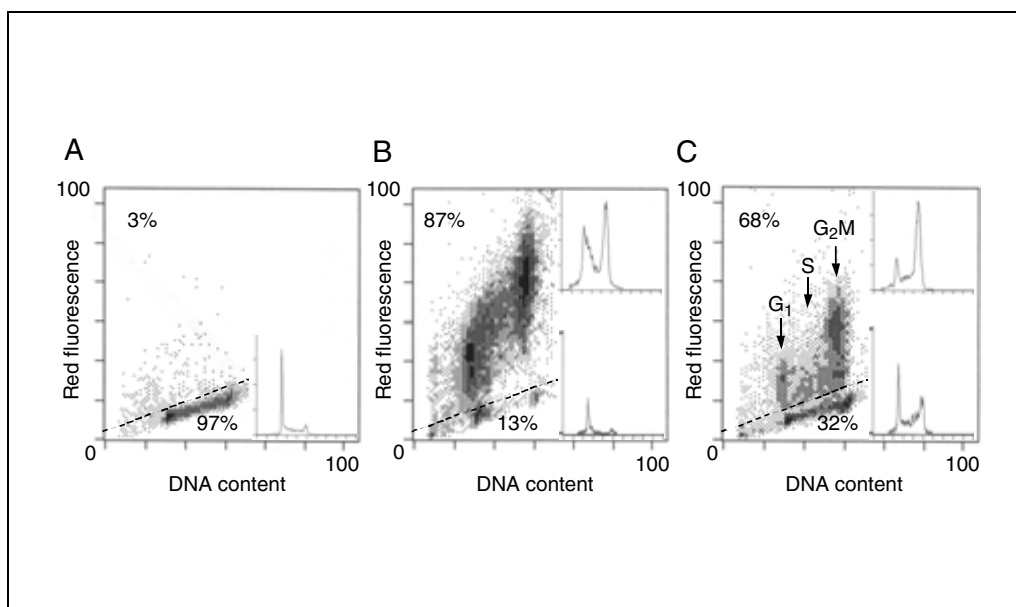 A
100
3%
Red fluorescence
97%
0
100
DNA content
B
100
87%
Red fluorescence
13%
0
100
DNA content
C
100
68%
G2M
S
G1
Red fluorescence
32%
0
100
DNA content